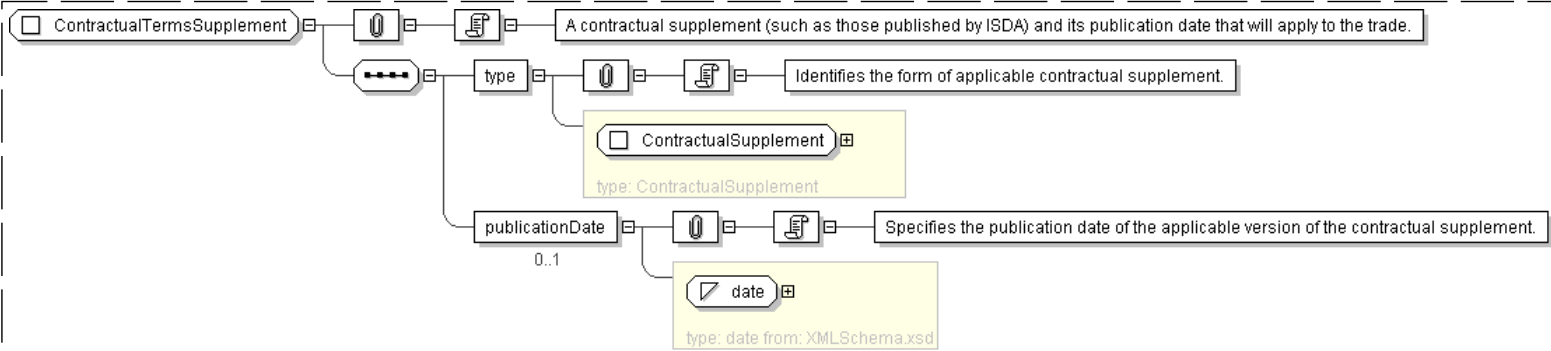 ContractualTermsSupplement
A contractual supplement (such as those published by ISDA) and its publication date that will apply to the trade.
type
Identifies the form of applicable contractual supplement.
ContractualSupplement
type: ContractualSupplement
publicationDate
Specifies the publication date of the applicable version of the contractual supplement.
0..1
date
type: date from: XMLSchema.xsd